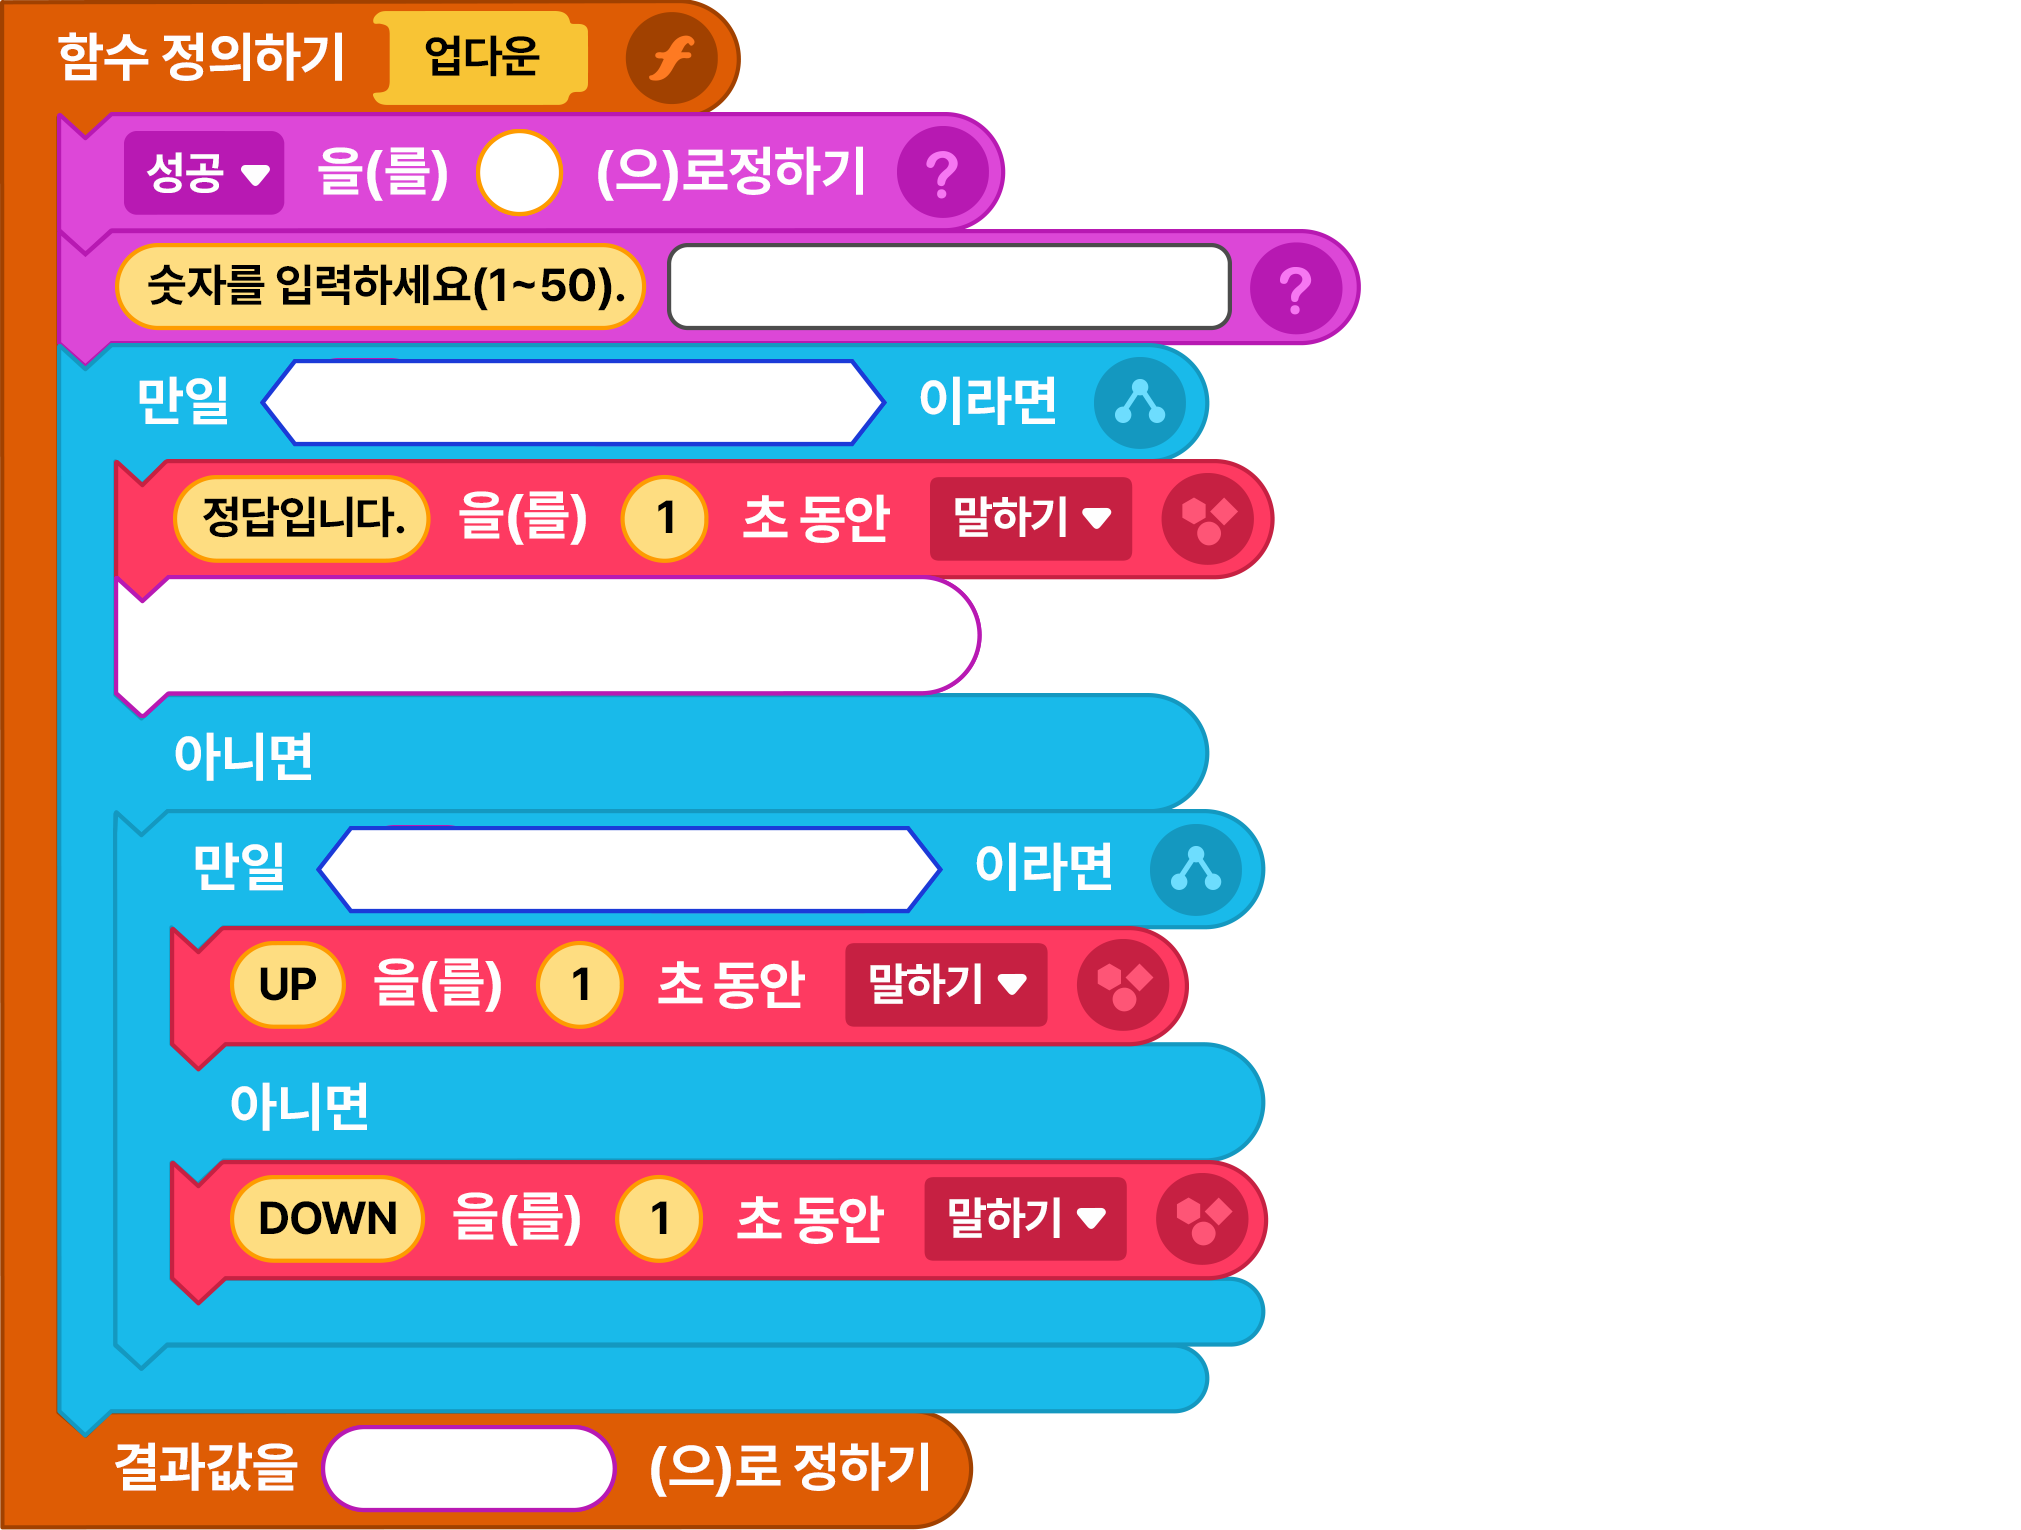 함수 정의하기 업다운
성공 을(를) (으)로정하기 ?
숫자를 입력하세요(1~50). ?
만일 이라면
정답입니다. 을(를) 1 초 동안 말하기
아니면
만일 이라면
UP 을(를) 1 초 동안 말하기
아니면
DOWN 을(를) 1 초 동안 말하기
결과값을 (으)로 정하기